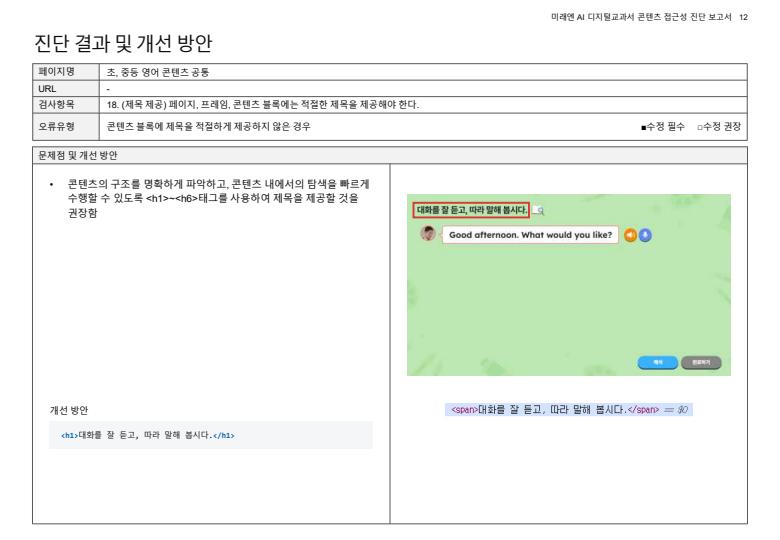 미래엔 AI 디지털교과서 콘텐츠 접근성 진단 보고서 12
진단 결과 및 개선 방안
페이지명 초, 중등 영어 콘텐츠 공통
URL -
검사항목 18. (제목 제공) 페이지, 프레임, 콘텐츠 블록에는 적절한 제목을 제공해야 한다.
오류유형 콘텐츠 블록에 제목을 적절하게 제공하지 않은 경우 ■수정 필수 □수정 권장
문제점 및 개선 방안
• 콘텐츠의 구조를 명확하게 파악하고, 콘텐츠 내에서의 탐색을 빠르게
수행할 수 있도록 <h1>~<h6>태그를 사용하여 제목을 제공할 것을
권장함
대화를 잘 듣고, 따라 말해 봅시다.
Good afternoon. What would you like?
예시 완료하기
개선 방안
<h1>대화를 잘 듣고, 따라 말해 봅시다.</h1>
<span>대화를 잘 듣고, 따라 말해 봅시다.</span> == $0